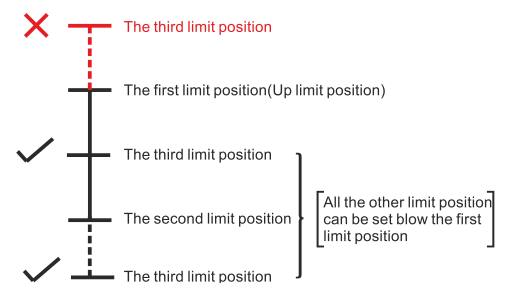 The third limit position
The first limit position(Up limit position)
The third limit position
The second limit position
All the other limit position
can be set blow the first
limit position
The third limit position